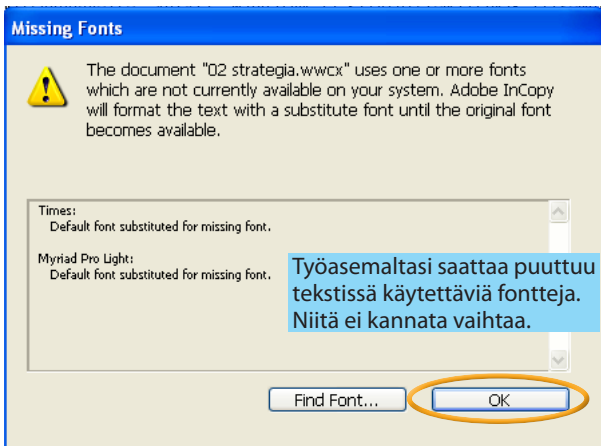 Missing Fonts
The document "02 strategia.wwcx" uses one or more fonts
which are not currently available on your system. Adobe InCopy
will format the text with a substitute font until the original font
becomes available.
Times:
Default font substituted for missing font.
Myriad Pro Light:
Default font substituted for missing font.
Työasemaltasi saattaa puuttuu
tekstissä käytettäviä fontteja.
Niitä ei kannata vaihtaa.
Find Font...
OK